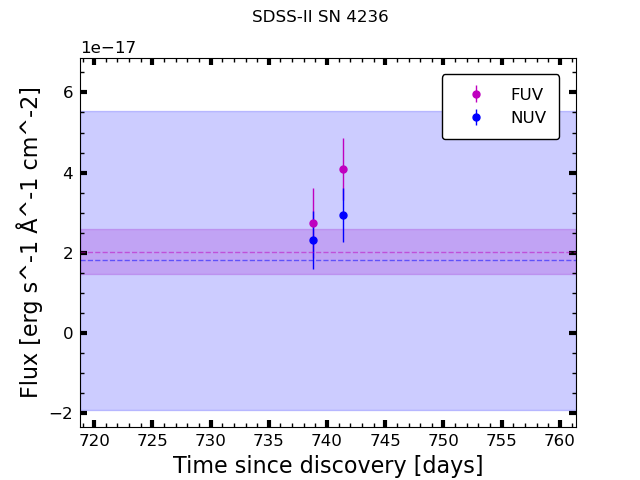 SDSS-II SN 4236
1e−17
Flux [erg s^-1 Å^-1 cm^-2]
6
4
2
0
−2
FUV
NUV
720 725 730 735 740 745 750 755 760
Time since discovery [days]